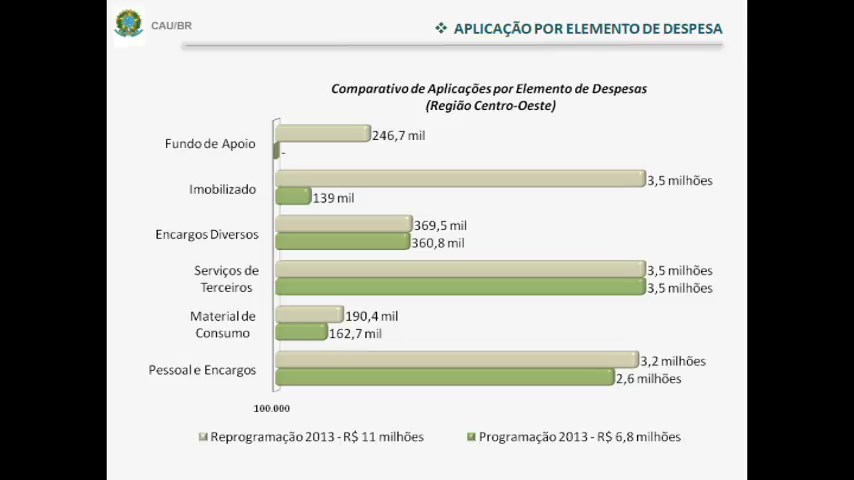 CAU/BR
❖ APLICAÇÃO POR ELEMENTO DE DESPESA
Comparativo de Aplicações por Elemento de Despesas
(Região Centro-Oeste)
Fundo de Apoio
246,7 mil
-
Imobilizado
3,5 milhões
139 mil
Encargos Diversos
369,5 mil
360,8 mil
Serviços de
Terceiros
3,5 milhões
3,5 milhões
Material de
Consumo
190,4 mil
162,7 mil
Pessoal e Encargos
3,2 milhões
2,6 milhões
100.000
Reprogramação 2013 - R$ 11 milhões
Programação 2013 - R$ 6,8 milhões